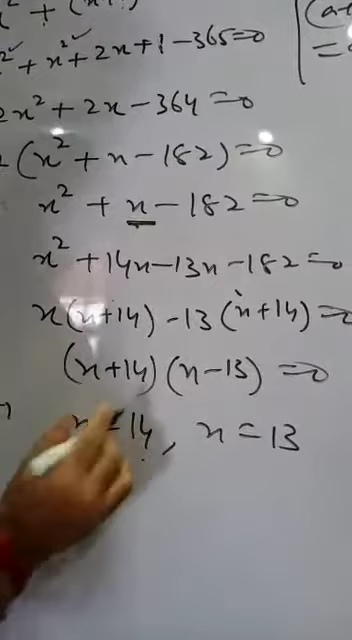 x² + x² + 2x + 1 - 365 = 0
2x² + 2x - 364 = 0
(x² + x - 182) = 0
x² + x - 182 = 0
x² + 14x - 13x - 182 = 0
x(x+14) - 13(x+14) = 0
(x+14)(x-13) = 0
14, x = 13